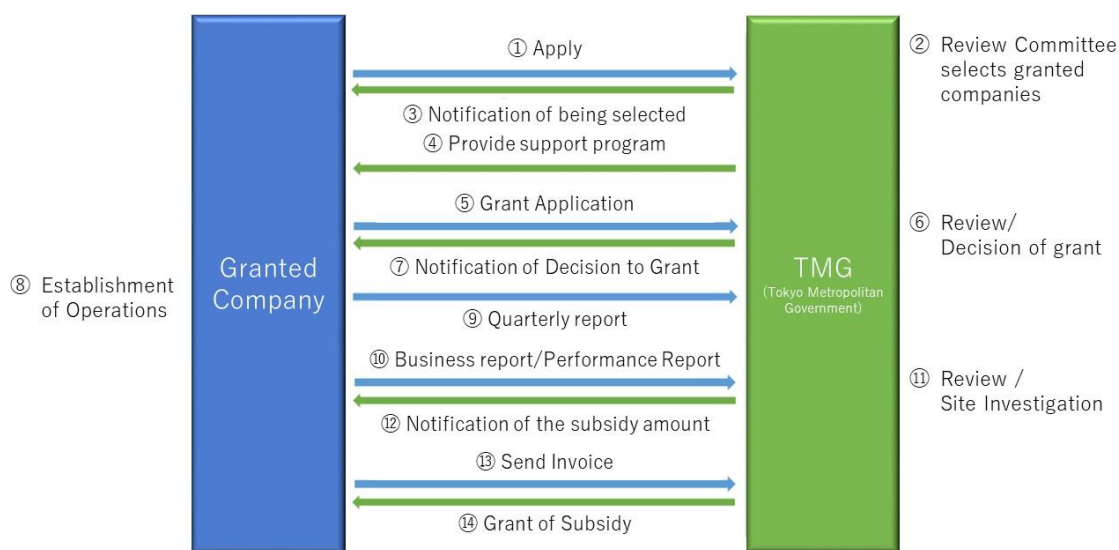 ① Apply
② Review Committee
selects granted
companies
③ Notification of being selected
④ Provide support program
⑤ Grant Application
⑥ Review/
Decision of grant
Granted
Company
TMG
(Tokyo Metropolitan
Government)
⑦ Notification of Decision to Grant
⑧ Establishment
of Operations
⑨ Quarterly report
⑩ Business report/Performance Report
⑪ Review /
Site Investigation
⑫ Notification of the subsidy amount
⑬ Send Invoice
⑭ Grant of Subsidy